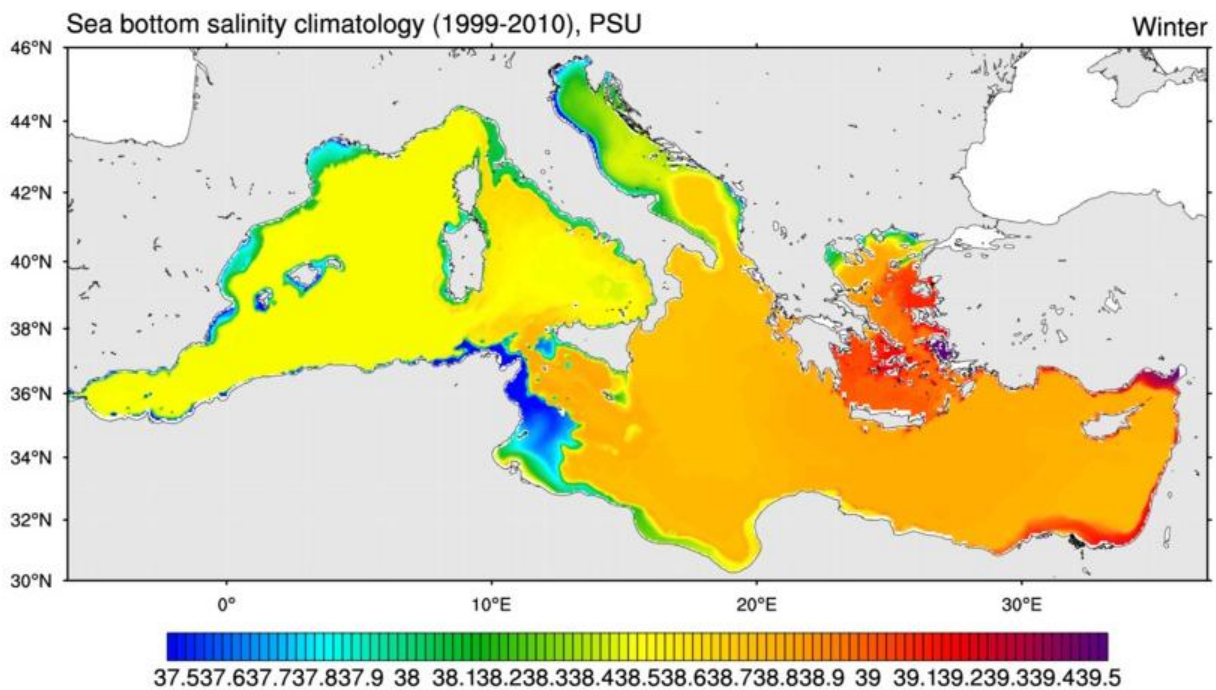 Sea bottom salinity climatology (1999-2010), PSU
Winter
46°N
44°N
42°N
40°N
38°N
36°N
34°N
32°N
30°N
0°
10°E
20°E
30°E
37.537.637.737.837.9 38 38.138.238.338.438.538.638.738.838.9 39 39.139.239.339.439.5